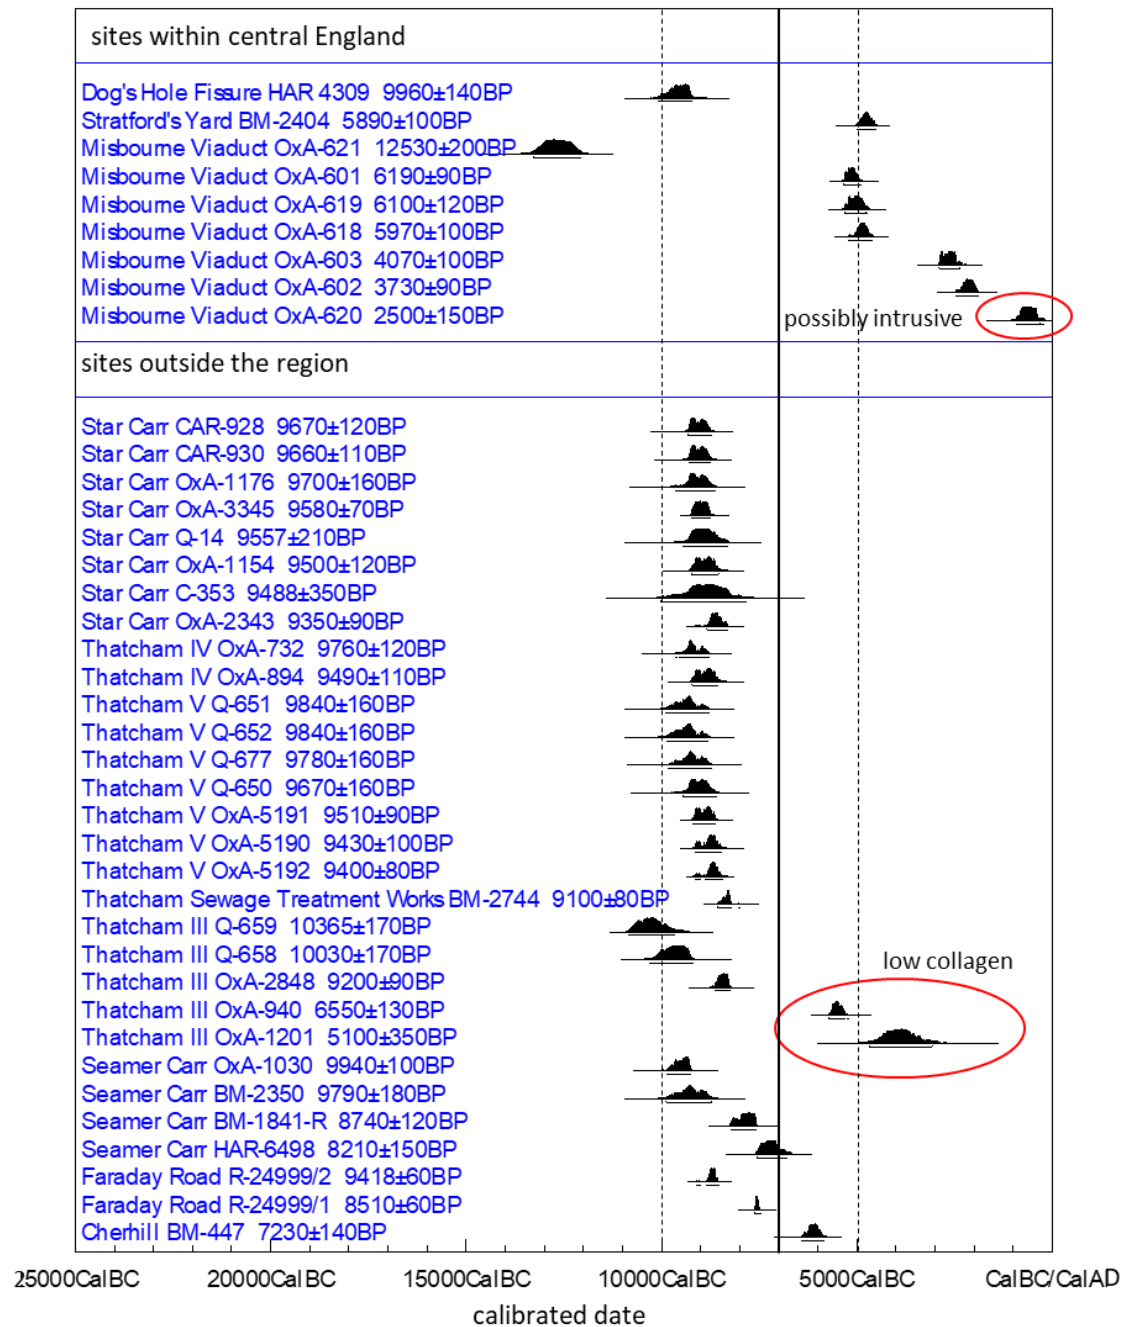 sites within central England
Dog's Hole Fissure HAR 4309 9960±140BP
Stratford's Yard BM-2404 5890±100BP
Misbourne Viaduct OxA-621 12530±200BP
Misbourne Viaduct OxA-601 6190±90BP
Misbourne Viaduct OxA-619 6100±120BP
Misbourne Viaduct OxA-618 5970±100BP
Misbourne Viaduct OxA-603 4070±100BP
Misbourne Viaduct OxA-602 3730±90BP
Misbourne Viaduct OxA-620 2500±150BP
possibly intrusive
sites outside the region
Star Carr CAR-928 9670±120BP
Star Carr CAR-930 9660±110BP
Star Carr OxA-1176 9700±160BP
Star Carr OxA-3345 9580±70BP
Star Carr Q-14 9557±210BP
Star Carr OxA-1154 9500±120BP
Star Carr C-353 9488±350BP
Star Carr OxA-2343 9350±90BP
Thatcham IV OxA-732 9760±120BP
Thatcham IV OxA-894 9490±110BP
Thatcham V Q-651 9840±160BP
Thatcham V Q-652 9840±160BP
Thatcham V Q-677 9780±160BP
Thatcham V Q-650 9670±160BP
Thatcham V OxA-5191 9510±90BP
Thatcham V OxA-5190 9430±100BP
Thatcham V OxA-5192 9400±80BP
Thatcham Sewage Treatment Works BM-2744 9100±80BP
Thatcham III Q-659 10365±170BP
Thatcham III Q-658 10030±170BP
low collagen
Thatcham III OxA-2848 9200±90BP
Thatcham III OxA-940 6550±130BP
Thatcham III OxA-1201 5100±350BP
Seamer Carr OxA-1030 9940±100BP
Seamer Carr BM-2350 9790±180BP
Seamer Carr BM-1841-R 8740±120BP
Seamer Carr HAR-6498 8210±150BP
Faraday Road R-24999/2 9418±60BP
Faraday Road R-24999/1 8510±60BP
Cherhill BM-447 7230±140BP
25000CalBC 20000CalBC 15000CalBC 10000CalBC 5000CalBC CalBC/CalAD
calibrated date